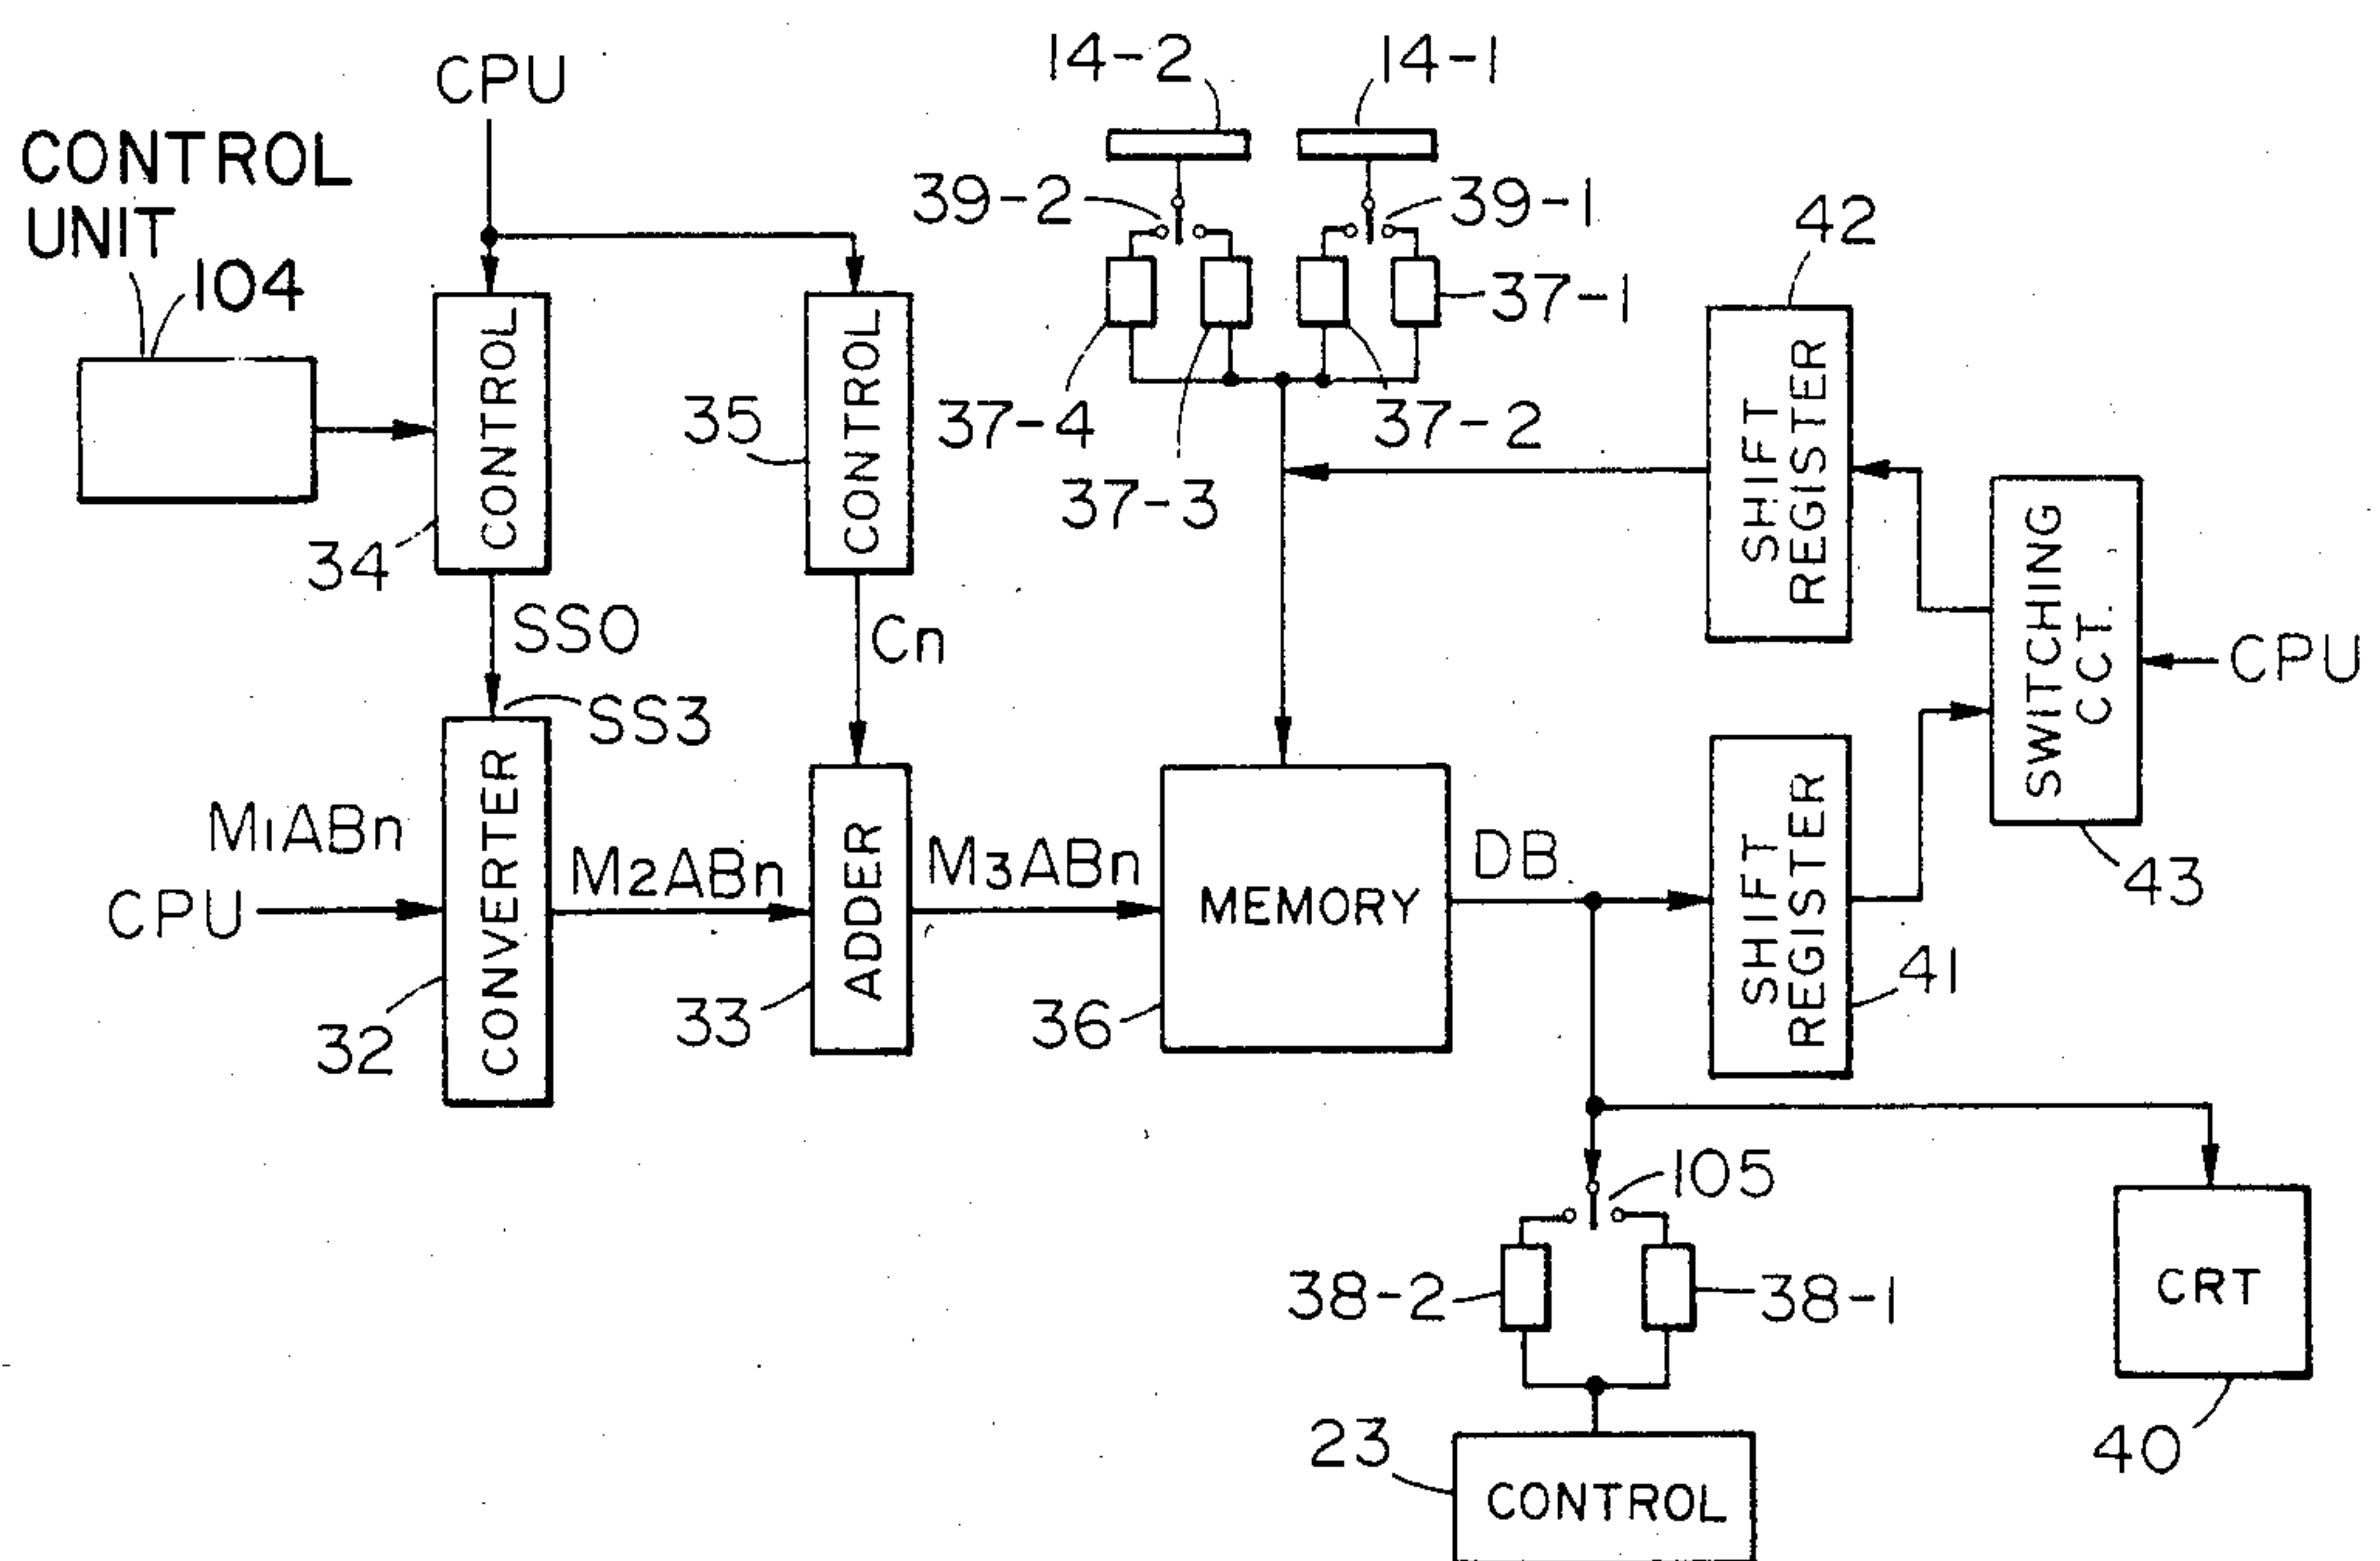 CPU
14-2
14-1
CONTROL
UNIT
104
39-2
39-1
42
37-1
CONTROL
CONTROL
35
37-4
37-2
37-3
SHIFT
REGISTER
34
SSO
Cn
SS3
SWITCHING
CCT.
CPU
M1ABn
CPU
CONVERTER
M2ABn
ADDER
M3ABn
MEMORY
DB
SHIFT
REGISTER
43
41
32
33
36
105
38-2
38-1
CRT
23
CONTROL
40